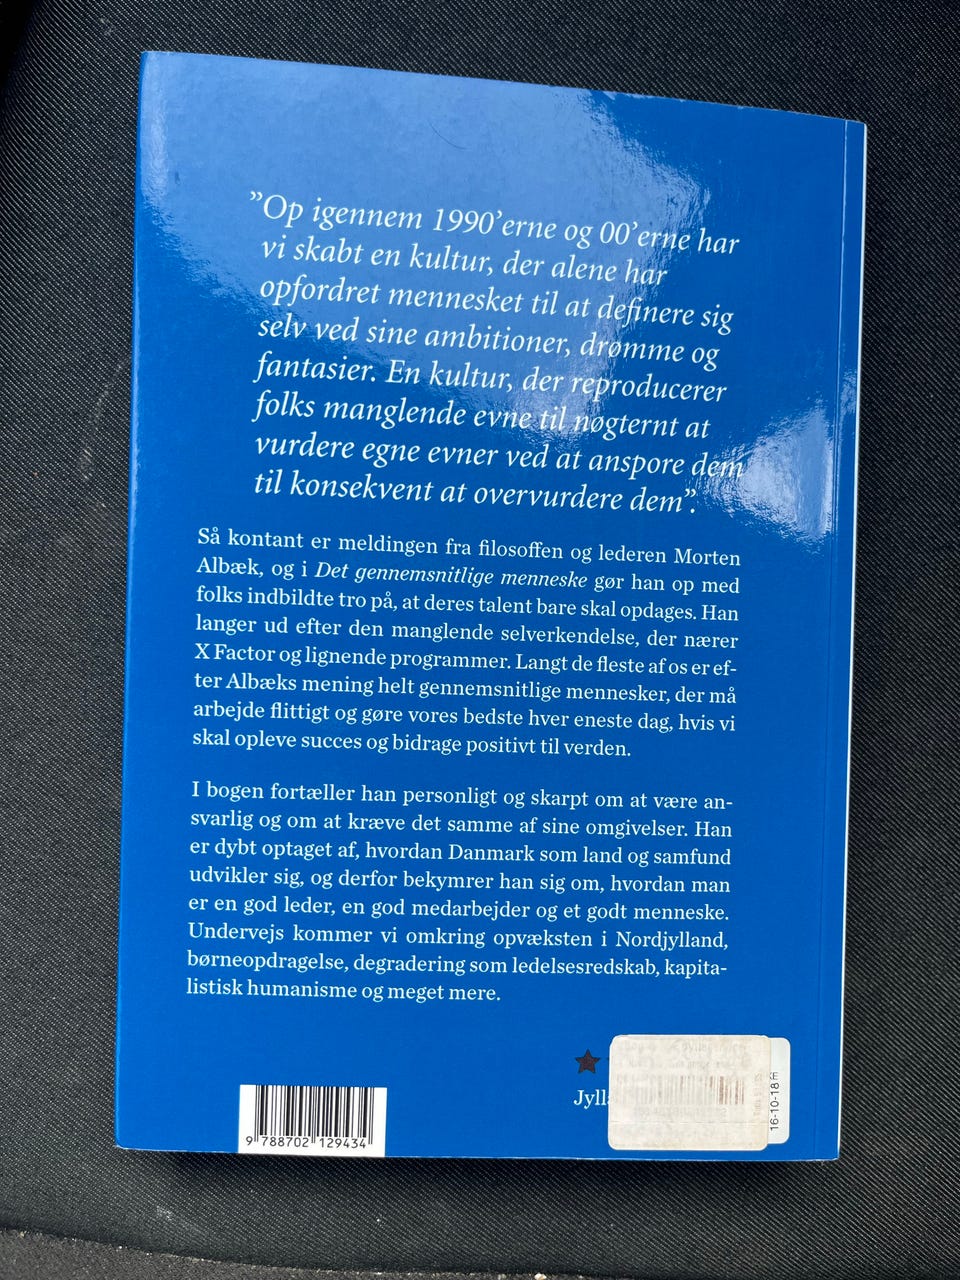 ”Op igennem 1990’erne og 00’erne har
vi skabt en kultur, der alene har
opfordret mennesket til at definere sig
selv ved sine ambitioner, drømme og
fantasier. En kultur, der reproducerer
folks manglende evne til nøgternt at
vurdere egne evner ved at anspore dem
til konsekvent at overvurdere dem”.
Så kontant er meldingen fra filosoffen og lederen Morten
Albæk, og i Det gennemsnitlige menneske gør han op med
folks indbildte tro på, at deres talent bare skal opdages. Han
langer ud efter den manglende selverkendelse, der nærer
X Factor og lignende programmer. Langt de fleste af os er ef-
ter Albæks mening helt gennemsnitlige mennesker, der må
arbejde flittigt og gøre vores bedste hver eneste dag, hvis vi
skal opleve succes og bidrage positivt til verden.
I bogen fortæller han personligt og skarpt om at være an-
svarlig og om at kræve det samme af sine omgivelser. Han
er dybt optaget af, hvordan Danmark som land og samfund
udvikler sig, og derfor bekymrer han sig om, hvordan man
er en god leder, en god medarbejder og et godt menneske.
Undervejs kommer vi omkring opvæksten i Nordjylland,
børneopdragelse, degradering som ledelsesredskab, kapita-
listisk humanisme og meget mere.
Jyll
16-10-18
9 788702 129434